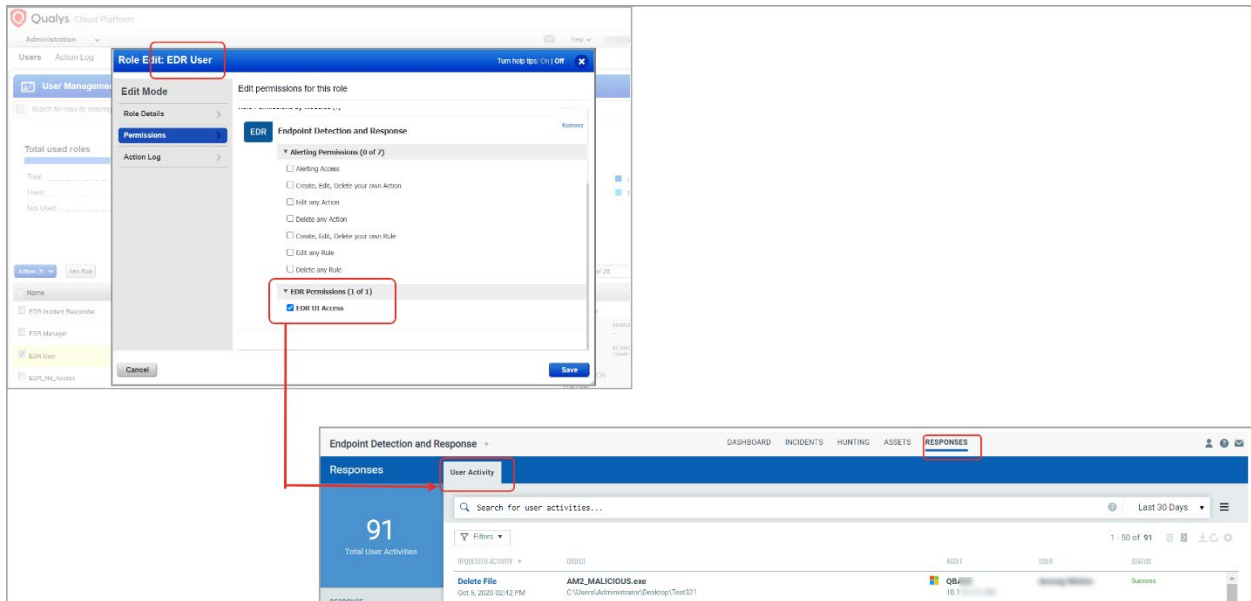 Qualys. Cloud Platform
Administration
Help
Users Action Log
Role Edit: EDR User
Turn help tips: On | Off
User Manageme
Edit Mode
Edit permissions for this role
Role Details
EDR Endpoint Detection and Response
Remove
Permissions
Alerting Permissions (0 of 7)
Total used roles
Action Log
Alerting Access
Total
Create, Edit, Delete your own Action
Used
Edit any Action
Not Used
Delete any Action
Create, Edit, Delete your own Rule
Edit any Rule
Actions (1) New Role
Delete any Rule
Name
EDR Permissions (1 of 1)
EDR Incident Responder
EDR UI Access
EDR Manager
EDR User
EDR_No_Access
Cancel
Save
Endpoint Detection and Response
DASHBOARD INCIDENTS HUNTING ASSETS RESPONSES
Responses
User Activity
Search for user activities...
Last 30 Days
91
Total User Activities
Filters
1 - 50 of 91
REQUESTED ACTIVITY OBJECT ASSET USER STATUS
Delete File AM2_MALICIOUS.exe Success
Oct 5, 2020 02:42 PM C:\Users\Administrator\Desktop\Test321
RESPONSE